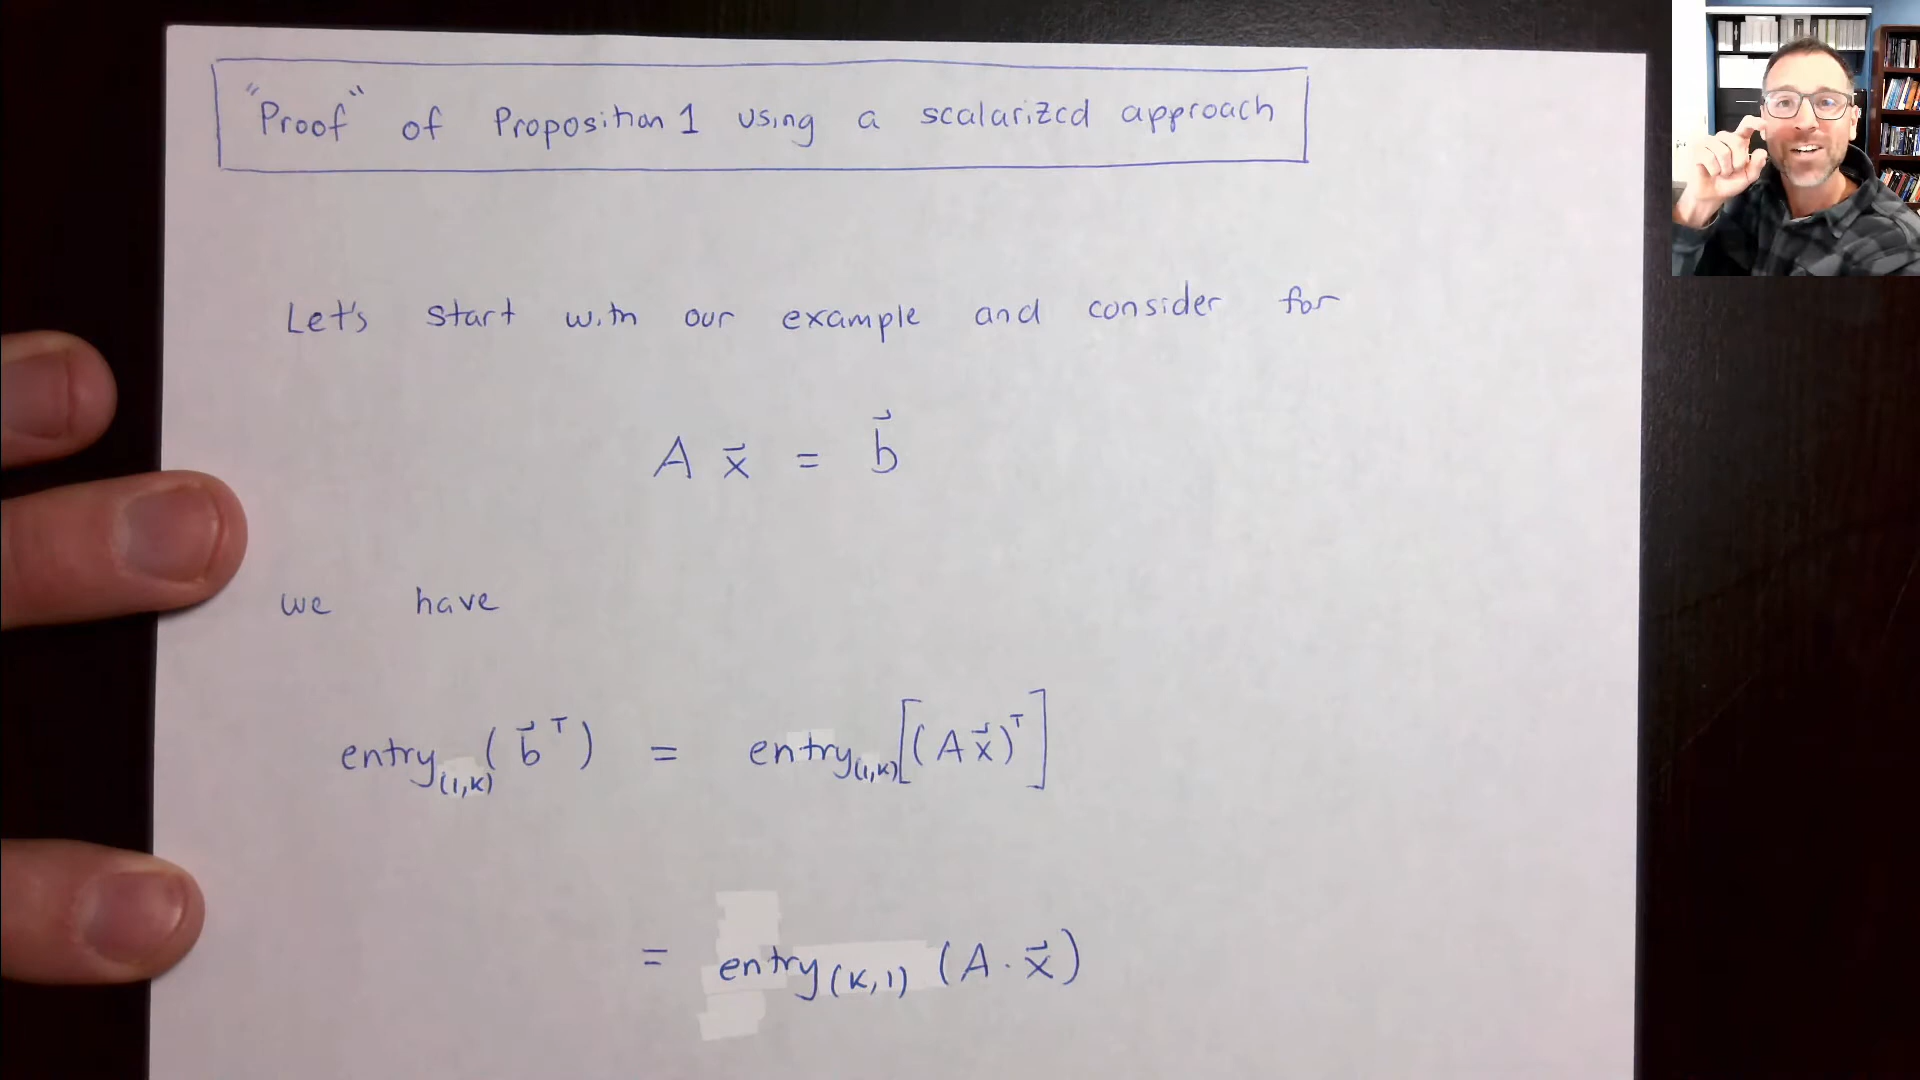 "Proof" of Proposition 1 using a scalarized approach
Let's start with our example and consider for
A x⃗ = b⃗
we have
entry₍₁,ₖ₎( b⃗ ᵀ) = entry₍₁,ₖ₎[( A x⃗ )ᵀ]
= entry₍ₖ,₁₎ (A · x⃗ )